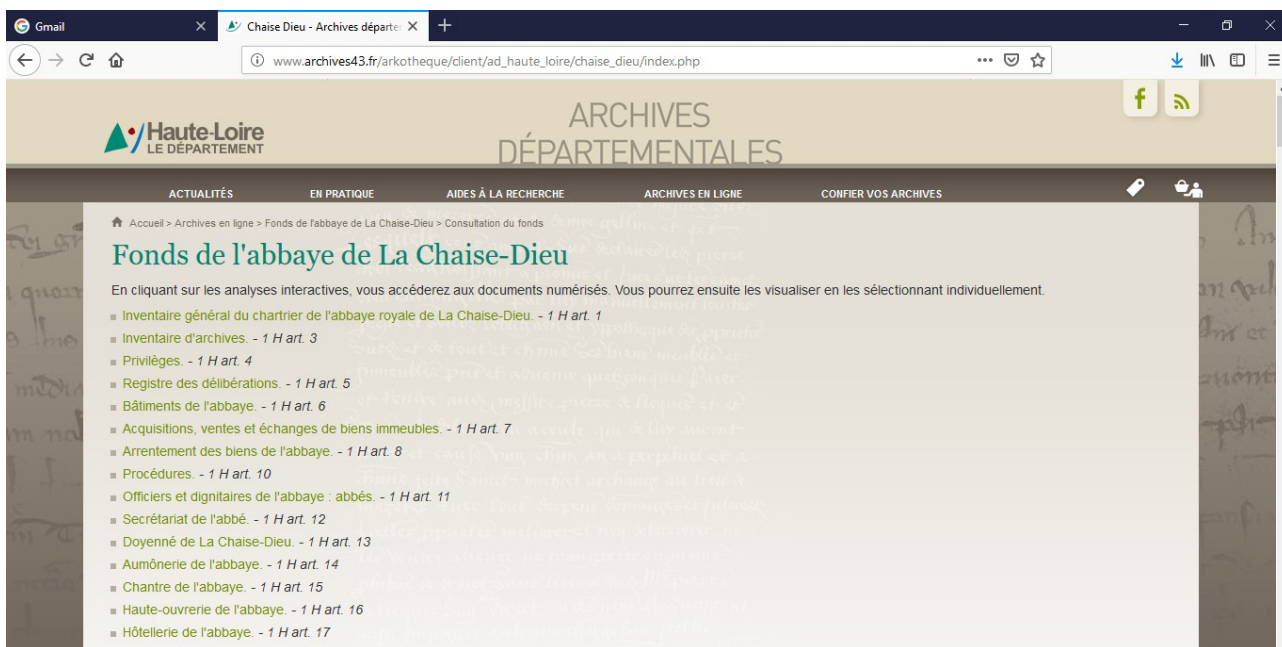 Gmail
Chaise Dieu - Archives départe
www.archives43.fr/arkotheque/client/ad_haute_loire/chaise_dieu/index.php
Haute-Loire
LE DÉPARTEMENT
ARCHIVES
DÉPARTEMENTALES
ACTUALITÉS EN PRATIQUE AIDES À LA RECHERCHE ARCHIVES EN LIGNE CONFIER VOS ARCHIVES
Accueil > Archives en ligne > Fonds de l'abbaye de La Chaise-Dieu > Consultation du fonds
Fonds de l'abbaye de La Chaise-Dieu
En cliquant sur les analyses interactives, vous accéderez aux documents numérisés. Vous pourrez ensuite les visualiser en les sélectionnant individuellement.
Inventaire général du chartrier de l'abbaye royale de La Chaise-Dieu. - 1 H art. 1
Inventaire d'archives. - 1 H art. 3
Privilèges. - 1 H art. 4
Registre des délibérations. - 1 H art. 5
Bâtiments de l'abbaye. - 1 H art. 6
Acquisitions, ventes et échanges de biens immeubles. - 1 H art. 7
Arrentement des biens de l'abbaye. - 1 H art. 8
Procédures. - 1 H art. 10
Officiers et dignitaires de l'abbaye : abbés. - 1 H art. 11
Secrétariat de l'abbé. - 1 H art. 12
Doyenné de La Chaise-Dieu. - 1 H art. 13
Aumônerie de l'abbaye. - 1 H art. 14
Chantre de l'abbaye. - 1 H art. 15
Haute-ouvrerie de l'abbaye. - 1 H art. 16
Hôtellerie de l'abbaye. - 1 H art. 17